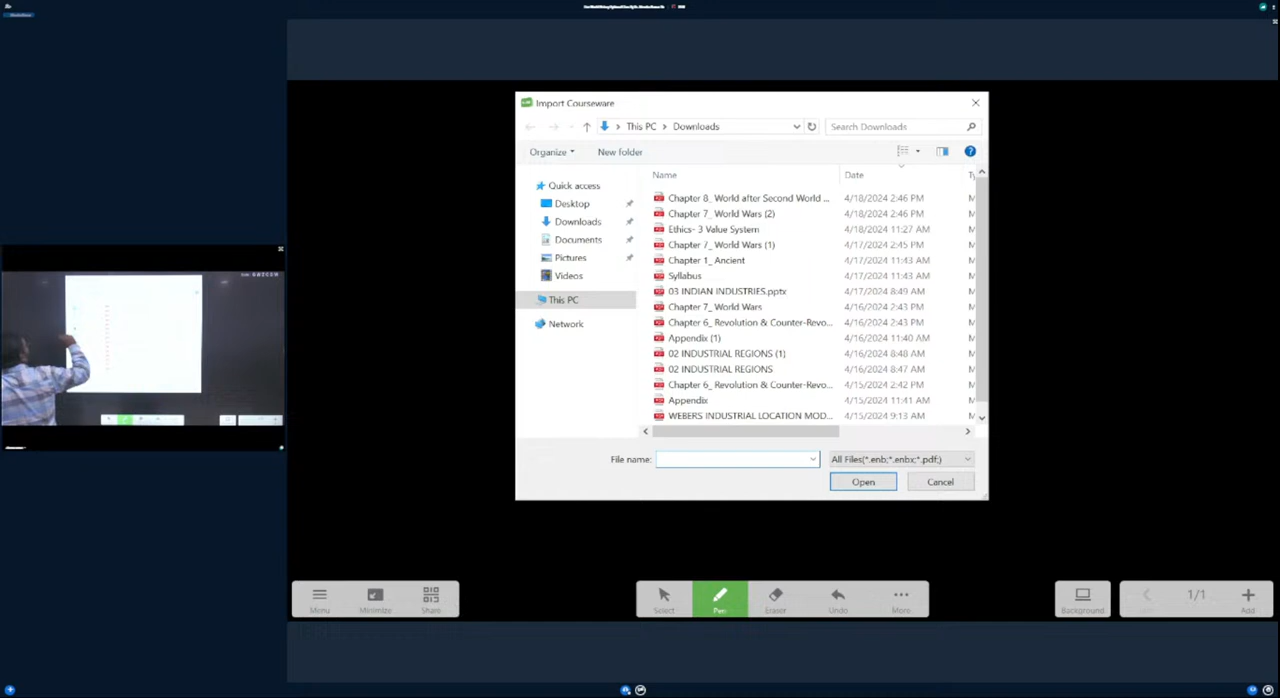 Import Courseware
This PC > Downloads
Search Downloads
Organize
New folder
Quick access
Desktop
Downloads
Documents
Pictures
Videos
This PC
Network
Name Date
Chapter 8_ World after Second World ... 4/18/2024 2:46 PM M
Chapter 7_ World Wars (2) 4/18/2024 2:46 PM M
Ethics- 3 Value System 4/18/2024 11:27 AM M
Chapter 7_ World Wars (1) 4/17/2024 2:45 PM M
Chapter 1_ Ancient 4/17/2024 11:43 AM M
Syllabus 4/17/2024 11:43 AM M
03 INDIAN INDUSTRIES.pptx 4/17/2024 8:49 AM M
Chapter 7_ World Wars 4/16/2024 2:43 PM M
Chapter 6_ Revolution & Counter-Revo... 4/16/2024 2:43 PM M
Appendix (1) 4/16/2024 11:40 AM M
02 INDUSTRIAL REGIONS (1) 4/16/2024 8:48 AM M
02 INDUSTRIAL REGIONS 4/16/2024 8:47 AM M
Chapter 6_ Revolution & Counter-Revo... 4/15/2024 2:42 PM M
Appendix 4/15/2024 11:41 AM M
WEBERS INDUSTRIAL LOCATION MOD... 4/15/2024 9:13 AM M
File name:
All Files(*.enb;*.enbx;*.pdf;)
Open
Cancel
Menu
Minimize
Share
Select
Pen
Eraser
Undo
More
Background
1/1
Add